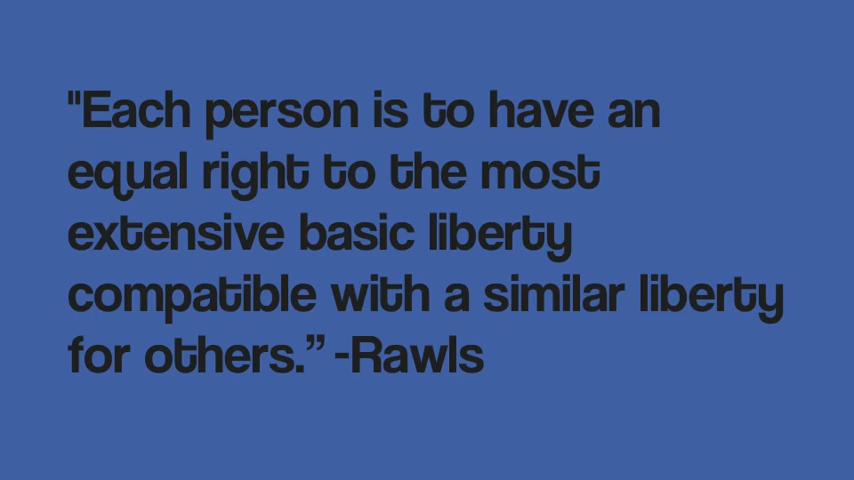 "Each person is to have an
equal right to the most
extensive basic liberty
compatible with a similar liberty
for others.” -Rawls